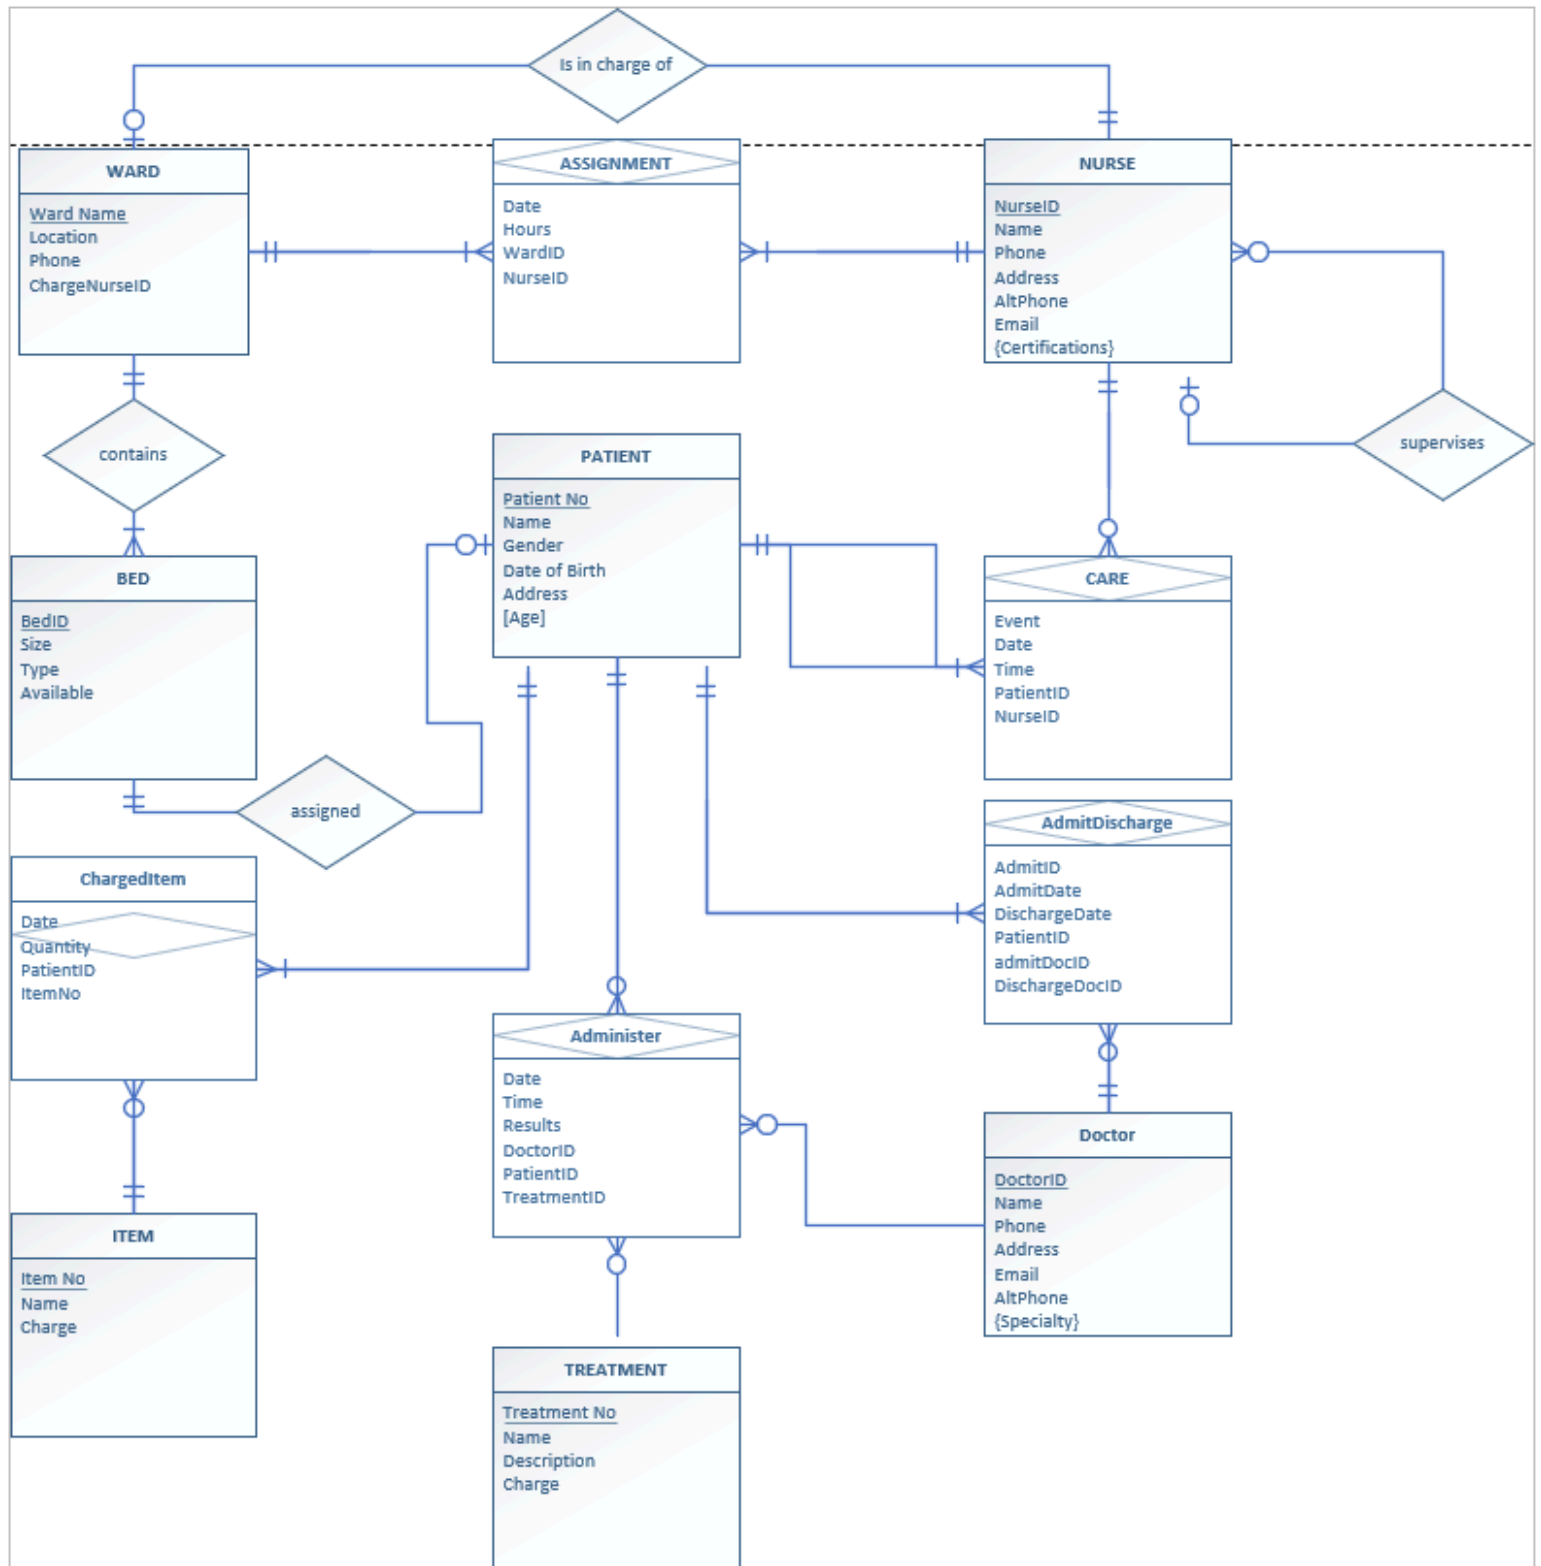 Is in charge of
WARD
Ward Name
Location
Phone
ChargeNurseID
ASSIGNMENT
Date
Hours
WardID
NurseID
NURSE
NurseID
Name
Phone
Address
AltPhone
Email
{Certifications}
contains
supervises
PATIENT
Patient No
Name
Gender
Date of Birth
Address
[Age]
BED
BedID
Size
Type
Available
CARE
Event
Date
Time
PatientID
NurseID
assigned
AdmitDischarge
AdmitID
AdmitDate
DischargeDate
PatientID
admitDocID
DischargeDocID
ChargedItem
Date
Quantity
PatientID
ItemNo
Administer
Date
Time
Results
DoctorID
PatientID
TreatmentID
Doctor
DoctorID
Name
Phone
Address
Email
AltPhone
{Specialty}
ITEM
Item No
Name
Charge
TREATMENT
Treatment No
Name
Description
Charge